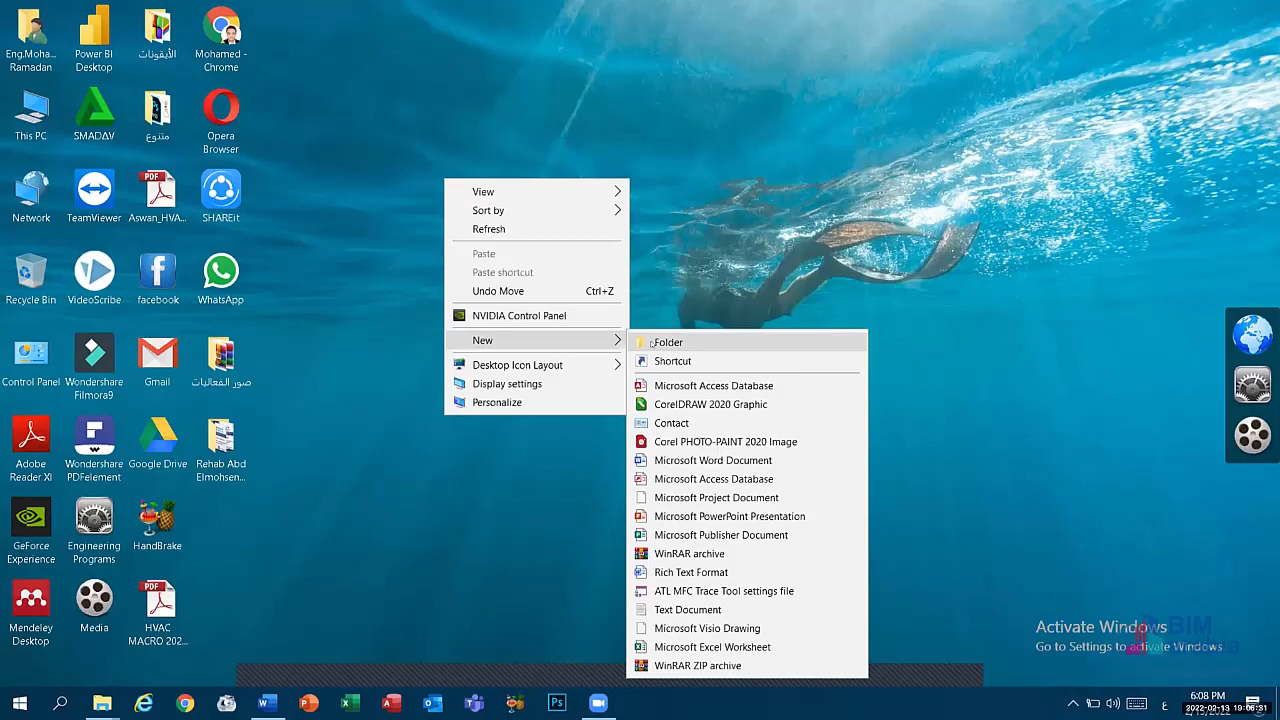 Eng.Moha...
Ramadan
Power BI
Desktop
الأيقونات
Mohamed -
Chrome
This PC
SMADΔV
متنوع
Opera
Browser
Network
TeamViewer
PDF
Aswan_HVA...
SHAREit
Recycle Bin
VideoScribe
facebook
WhatsApp
Control Panel
Wondershare
Filmora9
Gmail
صور الفعاليات
Adobe
Reader XI
Wondershare
PDFelement
Google Drive
Rehab Abd
Elmohsen...
GeForce
Experience
Engineering
Programs
HandBrake
Mendeley
Desktop
Media
PDF
HVAC
MACRO 202...
View
Sort by
Refresh
Paste
Paste shortcut
Undo Move Ctrl+Z
NVIDIA Control Panel
New
Desktop Icon Layout
Display settings
Personalize
Folder
Shortcut
Microsoft Access Database
CorelDRAW 2020 Graphic
Contact
Corel PHOTO-PAINT 2020 Image
Microsoft Word Document
Microsoft Access Database
Microsoft Project Document
Microsoft PowerPoint Presentation
Microsoft Publisher Document
WinRAR archive
Rich Text Format
ATL MFC Trace Tool settings file
Text Document
Microsoft Visio Drawing
Microsoft Excel Worksheet
WinRAR ZIP archive
Activate Windows
Go to Settings to activate Windows.
BIM
Ps
ع
6:08 PM
2022-02-13 19:06:31